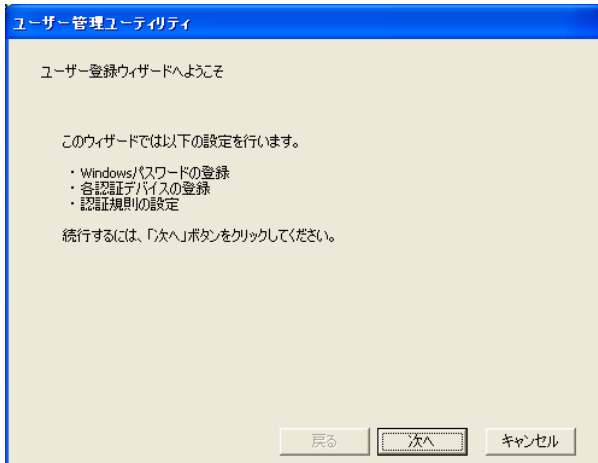 ユーザー管理ユーティリティ
ユーザー登録ウィザードへようこそ
このウィザードでは以下の設定を行います。
・Windowsパスワードの登録
・各認証デバイスの登録
・認証規則の設定
続行するには、「次へ」ボタンをクリックしてください。
戻る 次へ キャンセル